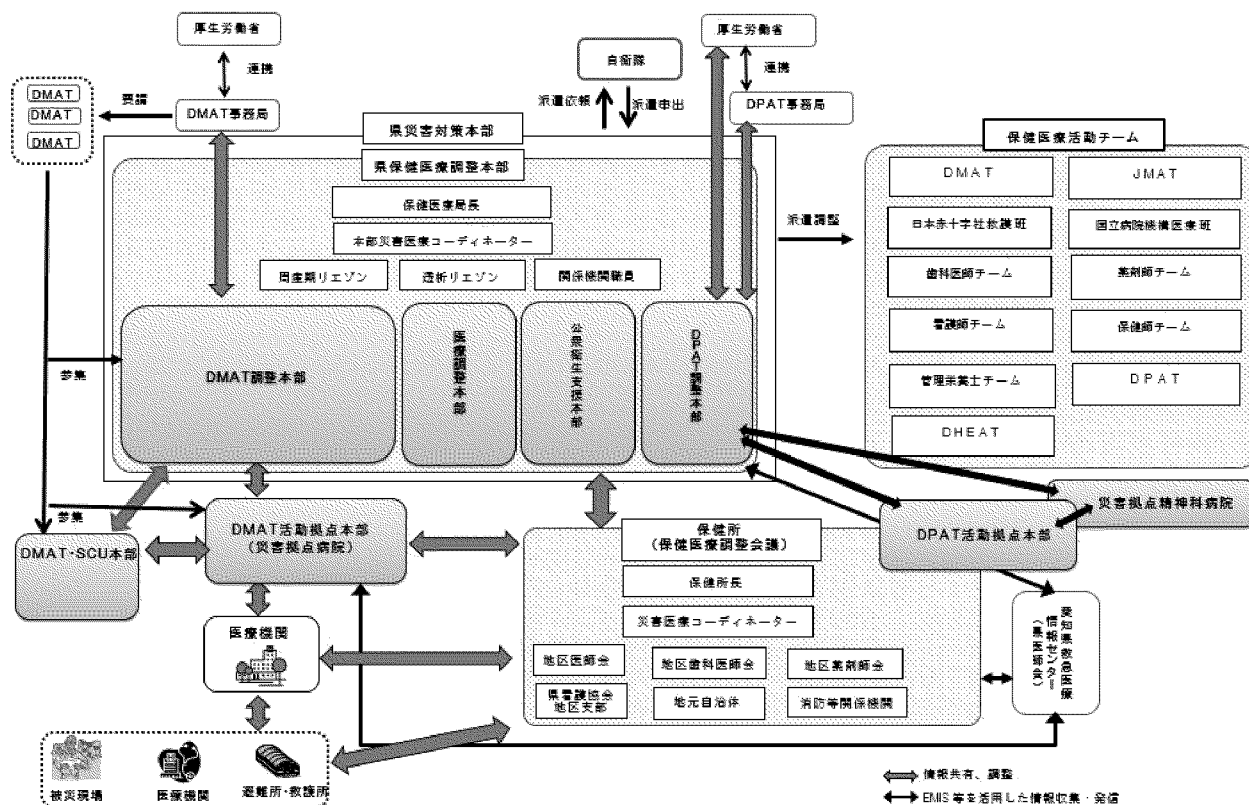 厚生労働省
連携
DMAT
DMAT
DMAT
要請
DMAT事務局
自衛隊
派遣依頼
派遣申出
厚生労働省
連携
DPAT事務局
県災害対策本部
県保健医療調整本部
保健医療局長
本部災害医療コーディネーター
周産期リエゾン
透析リエゾン
関係機関職員
DMAT調整本部
医療調整本部
公衆衛生支援本部
DPAT調整本部
派遣調整
保健医療活動チーム
DMAT
JMAT
日本赤十字社救護班
国立病院機構医療班
歯科医師チーム
薬剤師チーム
看護師チーム
保健師チーム
管理栄養士チーム
DPAT
DHEAT
参集
参集
DMAT・SCU本部
DMAT活動拠点本部
(災害拠点病院)
医療機関
被災現場
医療機関
避難所・救護所
保健所
(保健医療調整会議)
保健所長
災害医療コーディネーター
地区医師会
地区歯科医師会
地区薬剤師会
県看護協会
地区支部
地元自治体
消防等関係機関
災害拠点精神科病院
DPAT活動拠点本部
愛知県救急医療
情報センター
(県医師会)
情報共有、調整
EMIS等を活用した情報収集・発信